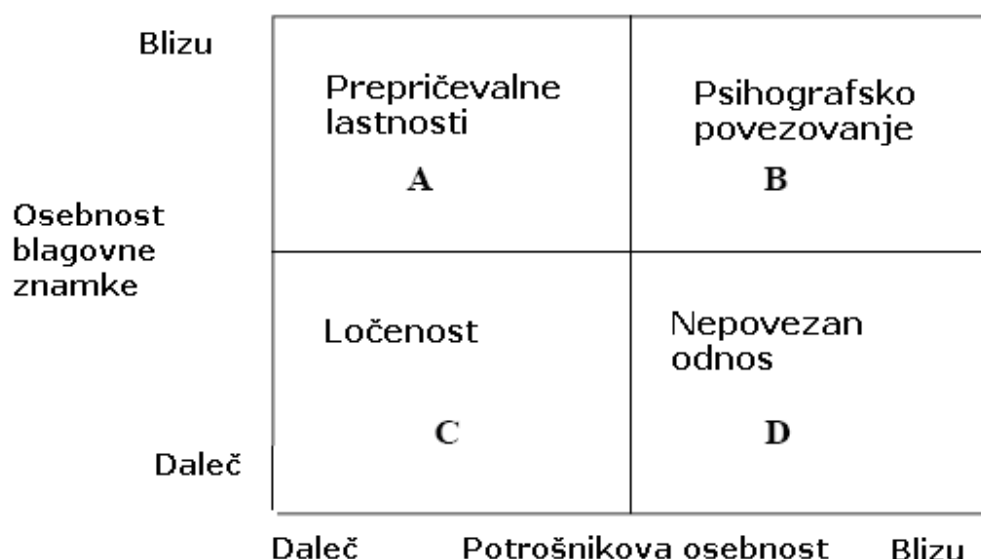 Blizu
Prepričevalne
lastnosti
A
Psihografsko
povezovanje
B
Osebnost
blagovne
znamke
Ločenost
C
Nepovezan
odnos
D
Daleč
Daleč Potrošnikova osebnost Blizu